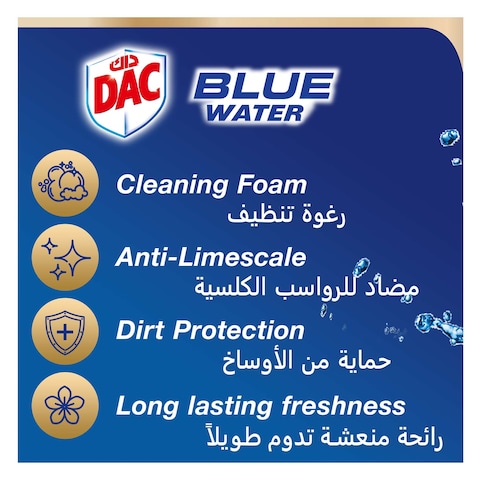 داك
DAC
BLUE
WATER
Cleaning Foam
رغوة تنظيف
Anti-Limescale
مضاد للرواسب الكلسية
Dirt Protection
حماية من الأوساخ
Long lasting freshness
رائحة منعشة تدوم طويلاً